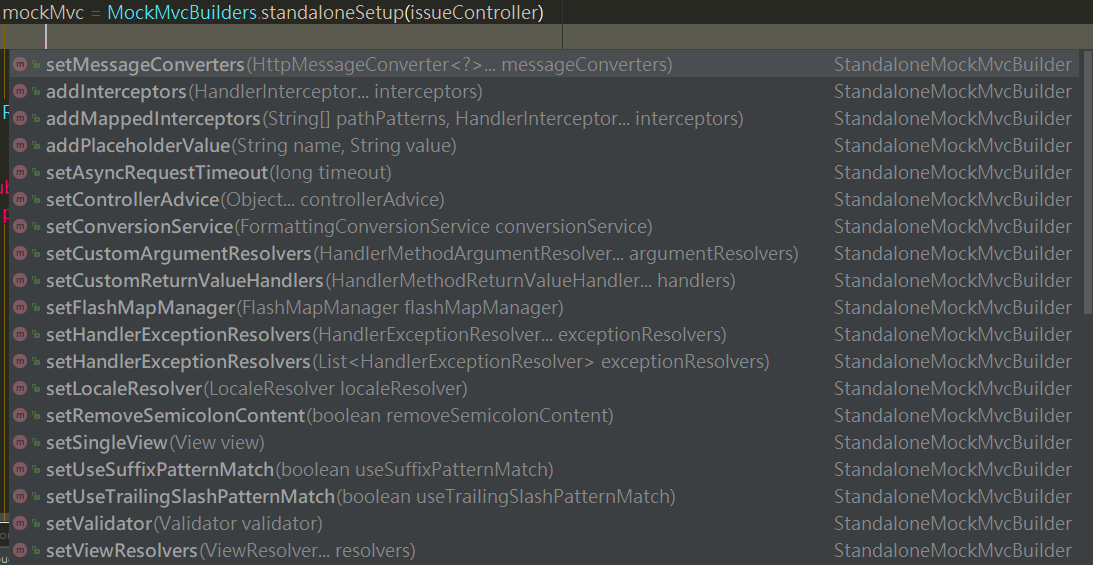 mockMvc = MockMvcBuilders.standaloneSetup(issueController)
setMessageConverters(HttpMessageConverter<?>... messageConverters) StandaloneMockMvcBuilder
addInterceptors(HandlerInterceptor... interceptors) StandaloneMockMvcBuilder
addMappedInterceptors(String[] pathPatterns, HandlerInterceptor... interceptors) StandaloneMockMvcBuilder
addPlaceholderValue(String name, String value) StandaloneMockMvcBuilder
setAsyncRequestTimeout(long timeout) StandaloneMockMvcBuilder
setControllerAdvice(Object... controllerAdvice) StandaloneMockMvcBuilder
setConversionService(FormattingConversionService conversionService) StandaloneMockMvcBuilder
setCustomArgumentResolvers(HandlerMethodArgumentResolver... argumentResolvers) StandaloneMockMvcBuilder
setCustomReturnValueHandlers(HandlerMethodReturnValueHandler... handlers) StandaloneMockMvcBuilder
setFlashMapManager(FlashMapManager flashMapManager) StandaloneMockMvcBuilder
setHandlerExceptionResolvers(HandlerExceptionResolver... exceptionResolvers) StandaloneMockMvcBuilder
setHandlerExceptionResolvers(List<HandlerExceptionResolver> exceptionResolvers) StandaloneMockMvcBuilder
setLocaleResolver(LocaleResolver localeResolver) StandaloneMockMvcBuilder
setRemoveSemicolonContent(boolean removeSemicolonContent) StandaloneMockMvcBuilder
setSingleView(View view) StandaloneMockMvcBuilder
setUseSuffixPatternMatch(boolean useSuffixPatternMatch) StandaloneMockMvcBuilder
setUseTrailingSlashPatternMatch(boolean useTrailingSlashPatternMatch) StandaloneMockMvcBuilder
setValidator(Validator validator) StandaloneMockMvcBuilder
setViewResolvers(ViewResolver... resolvers) StandaloneMockMvcBuilder